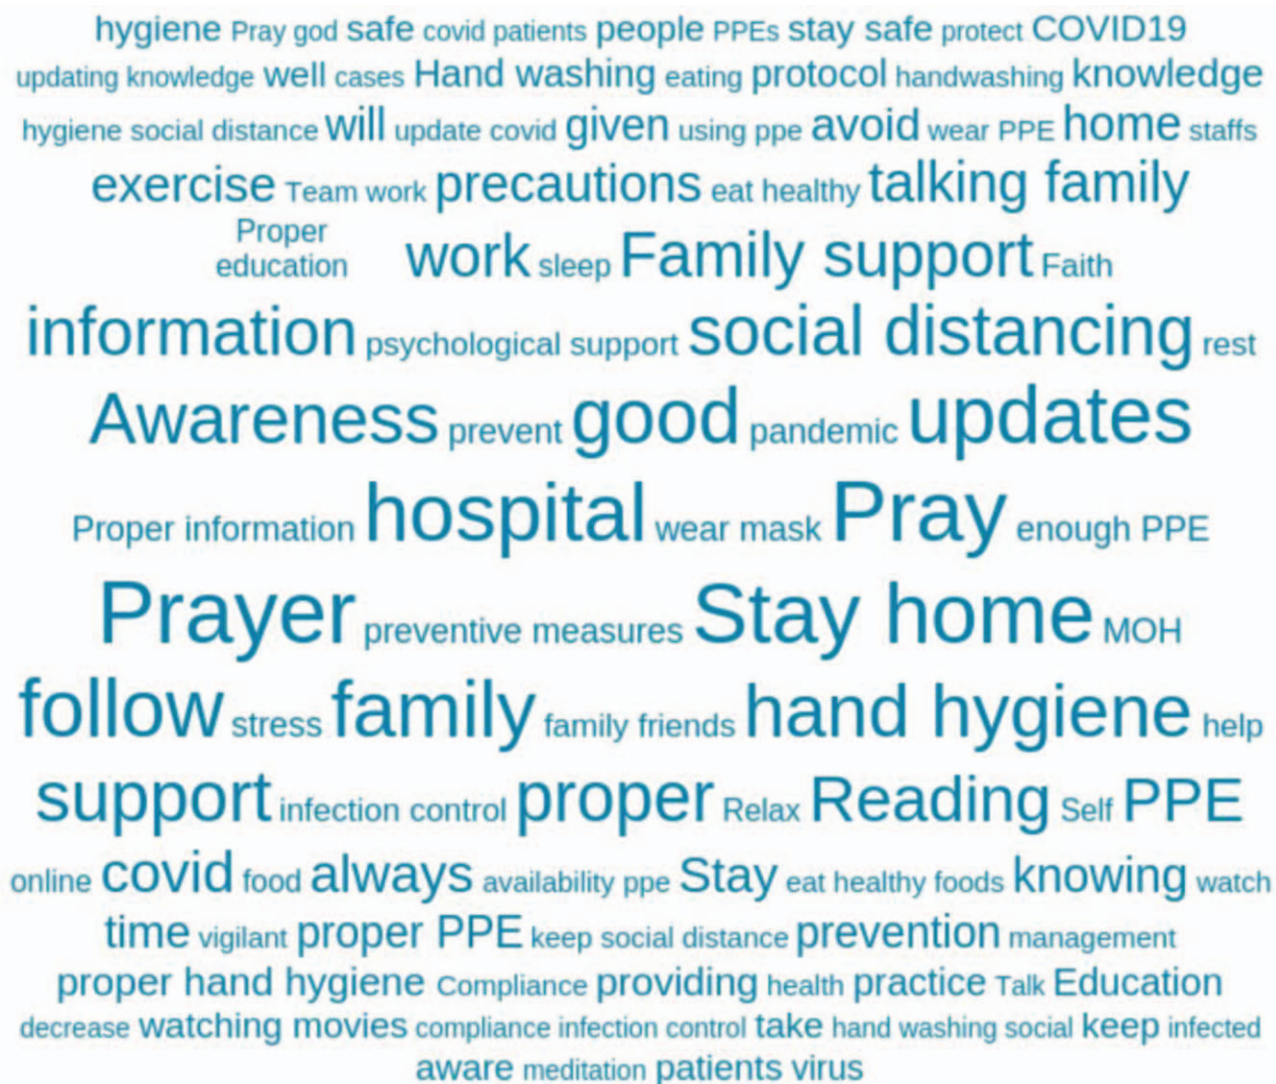 hygiene Pray god safe covid patients people PPEs stay safe protect COVID19
updating knowledge well cases Hand washing eating protocol handwashing knowledge
hygiene social distance will update covid given using ppe avoid wear PPE home staffs
exercise Team work precautions eat healthy talking family
Proper
education work sleep Family support Faith
information psychological support social distancing rest
Awareness prevent good pandemic updates
Proper information hospital wear mask Pray enough PPE
Prayer preventive measures Stay home MOH
follow stress family family friends hand hygiene help
support infection control proper Relax Reading Self PPE
online covid food always availability ppe Stay eat healthy foods knowing watch
time vigilant proper PPE keep social distance prevention management
proper hand hygiene Compliance providing health practice Talk Education
decrease watching movies compliance infection control take hand washing social keep infected
aware meditation patients virus